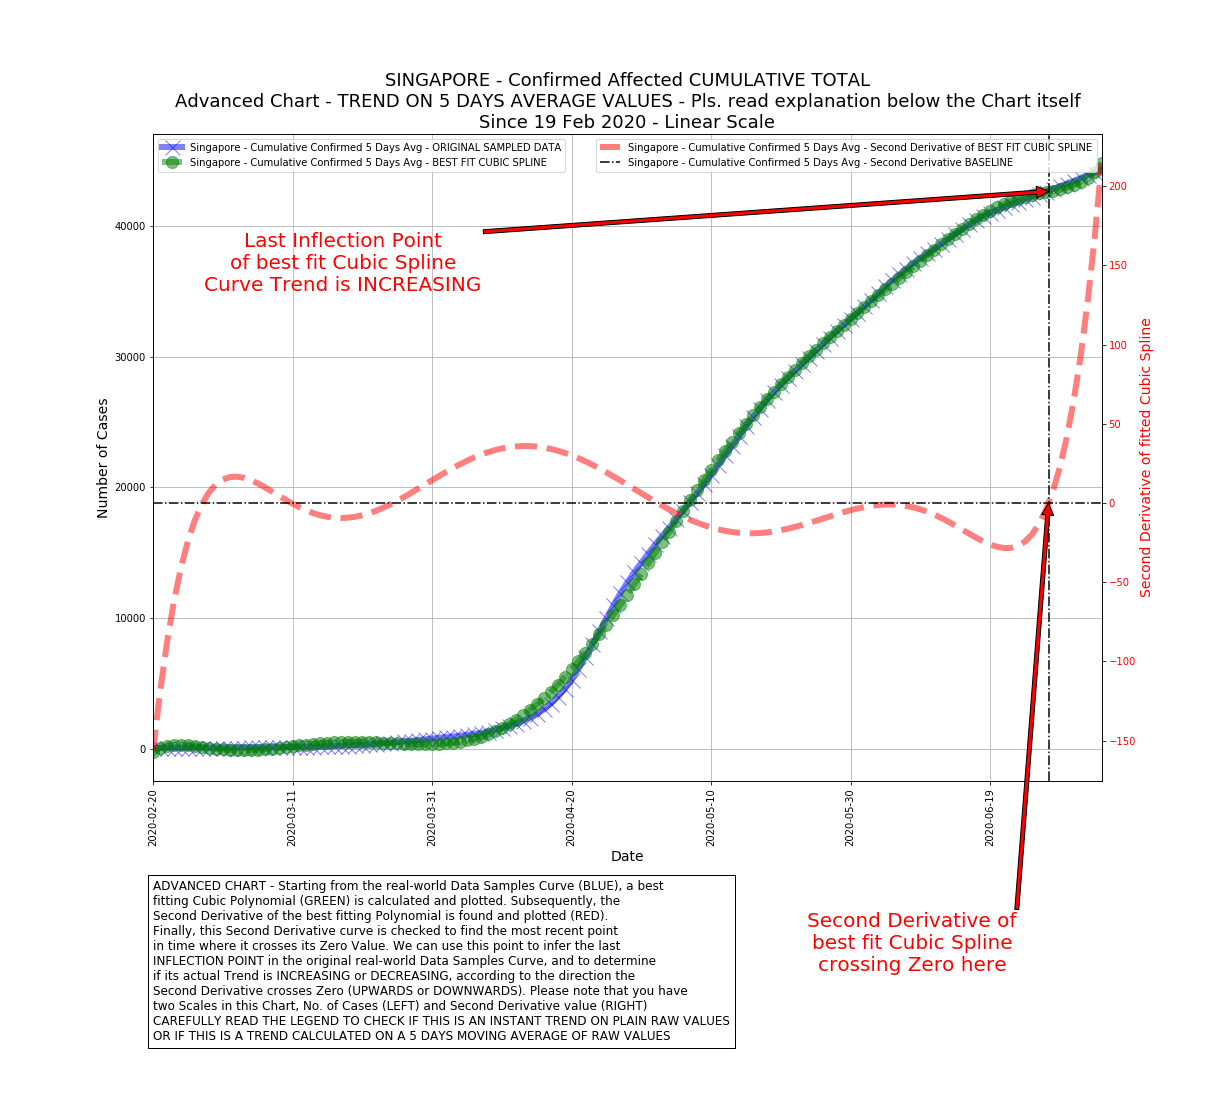 SINGAPORE - Confirmed Affected CUMULATIVE TOTAL
Advanced Chart - TREND ON 5 DAYS AVERAGE VALUES - Pls. read explanation below the Chart itself
Since 19 Feb 2020 - Linear Scale
Singapore - Cumulative Confirmed 5 Days Avg - ORIGINAL SAMPLED DATA
Singapore - Cumulative Confirmed 5 Days Avg - BEST FIT CUBIC SPLINE
Singapore - Cumulative Confirmed 5 Days Avg - Second Derivative of BEST FIT CUBIC SPLINE
Singapore - Cumulative Confirmed 5 Days Avg - Second Derivative BASELINE
Last Inflection Point
of best fit Cubic Spline
Curve Trend is INCREASING
Number of Cases
40000
30000
20000
10000
0
200
150
100
50
0
−50
−100
−150
Second Derivative of fitted Cubic Spline
2020-02-20
2020-03-11
2020-03-31
2020-04-20
2020-05-10
2020-05-30
2020-06-19
Date
ADVANCED CHART - Starting from the real-world Data Samples Curve (BLUE), a best
fitting Cubic Polynomial (GREEN) is calculated and plotted. Subsequently, the
Second Derivative of the best fitting Polynomial is found and plotted (RED).
Finally, this Second Derivative curve is checked to find the most recent point
in time where it crosses its Zero Value. We can use this point to infer the last
INFLECTION POINT in the original real-world Data Samples Curve, and to determine
if its actual Trend is INCREASING or DECREASING, according to the direction the
Second Derivative crosses Zero (UPWARDS or DOWNWARDS). Please note that you have
two Scales in this Chart, No. of Cases (LEFT) and Second Derivative value (RIGHT)
CAREFULLY READ THE LEGEND TO CHECK IF THIS IS AN INSTANT TREND ON PLAIN RAW VALUES
OR IF THIS IS A TREND CALCULATED ON A 5 DAYS MOVING AVERAGE OF RAW VALUES
Second Derivative of
best fit Cubic Spline
crossing Zero here